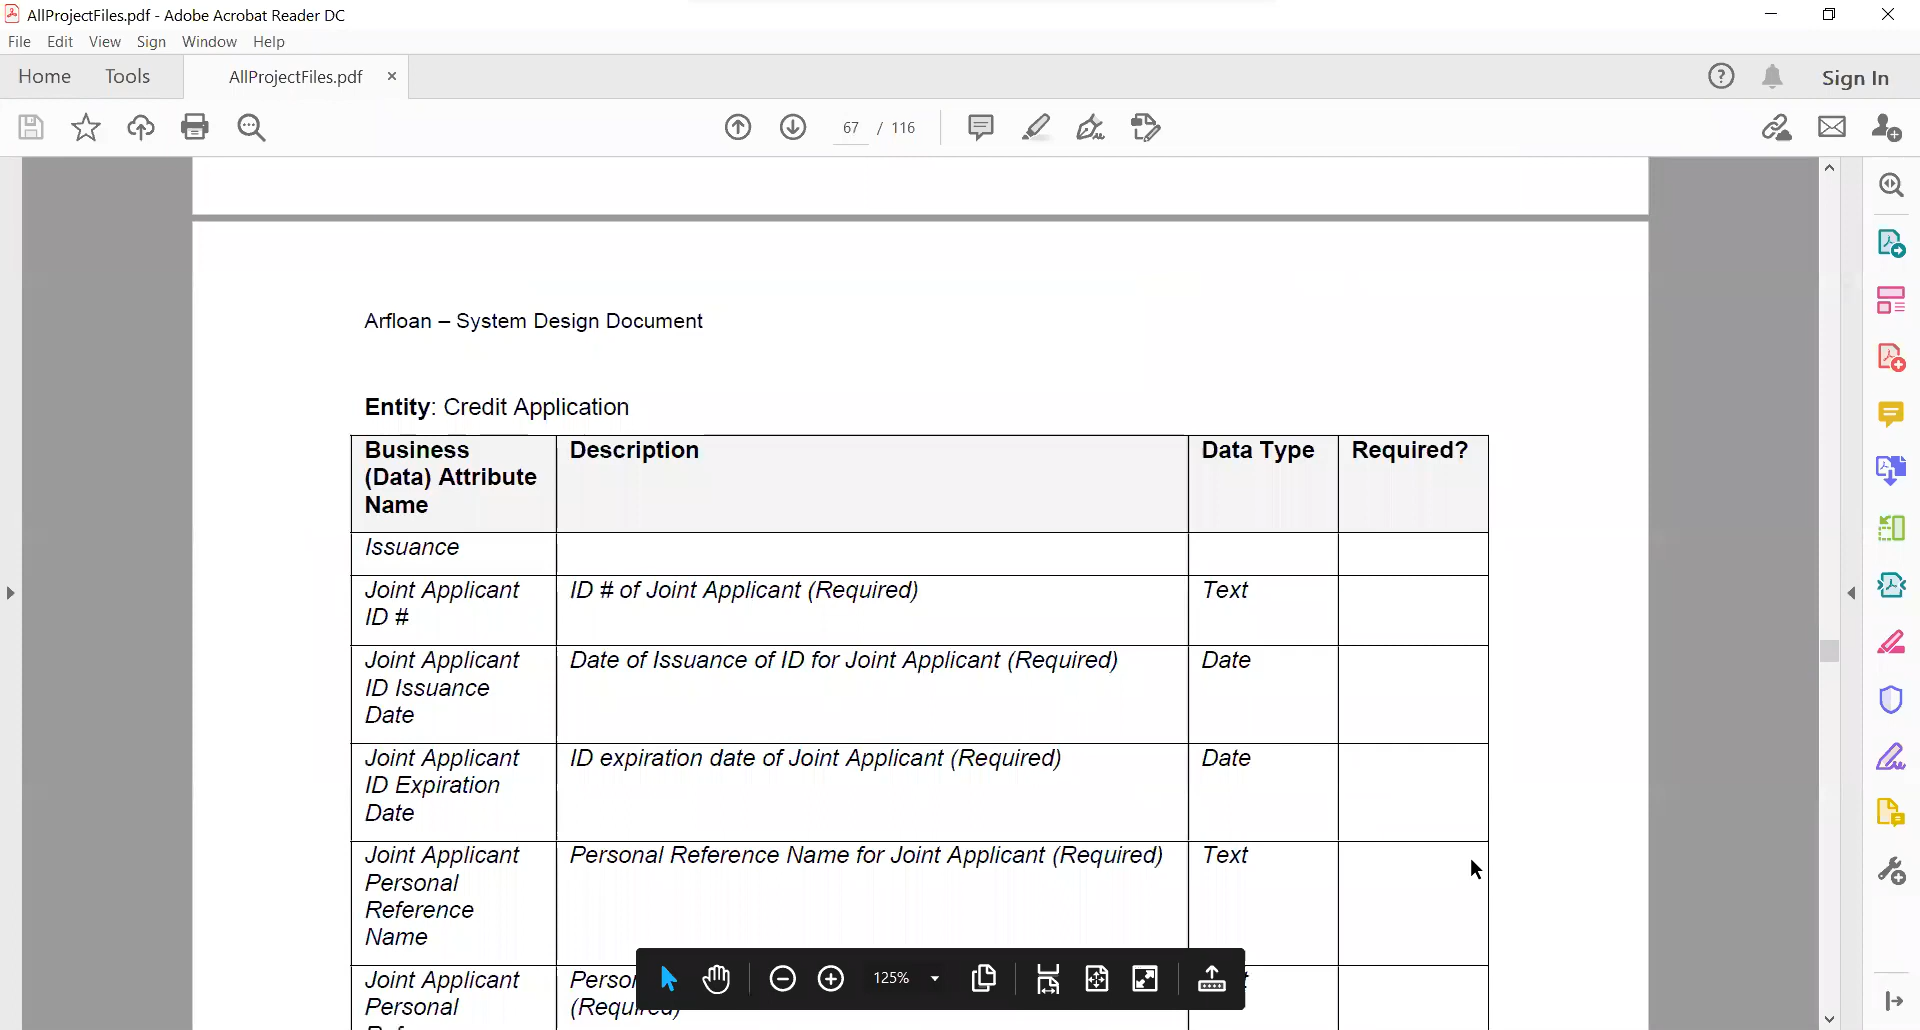 AllProjectFiles.pdf - Adobe Acrobat Reader DC
File Edit View Sign Window Help
Home Tools AllProjectFiles.pdf × Sign In
67 / 116
Arfloan – System Design Document
Entity: Credit Application
Business (Data) Attribute Name Description Data Type Required?
Issuance
Joint Applicant ID # ID # of Joint Applicant (Required) Text
Joint Applicant ID Issuance Date Date of Issuance of ID for Joint Applicant (Required) Date
Joint Applicant ID Expiration Date ID expiration date of Joint Applicant (Required) Date
Joint Applicant Personal Reference Name Personal Reference Name for Joint Applicant (Required) Text
Joint Applicant Personal
(Required)
125%